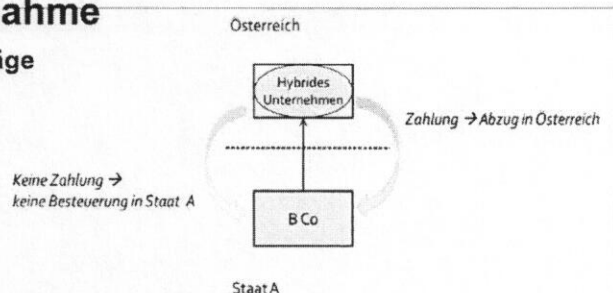 ahme
ige
Österreich
Hybrides
Unternehmen
Zahlung → Abzug in Österreich
Keine Zahlung →
keine Besteuerung in Staat A
B Co
Staat A